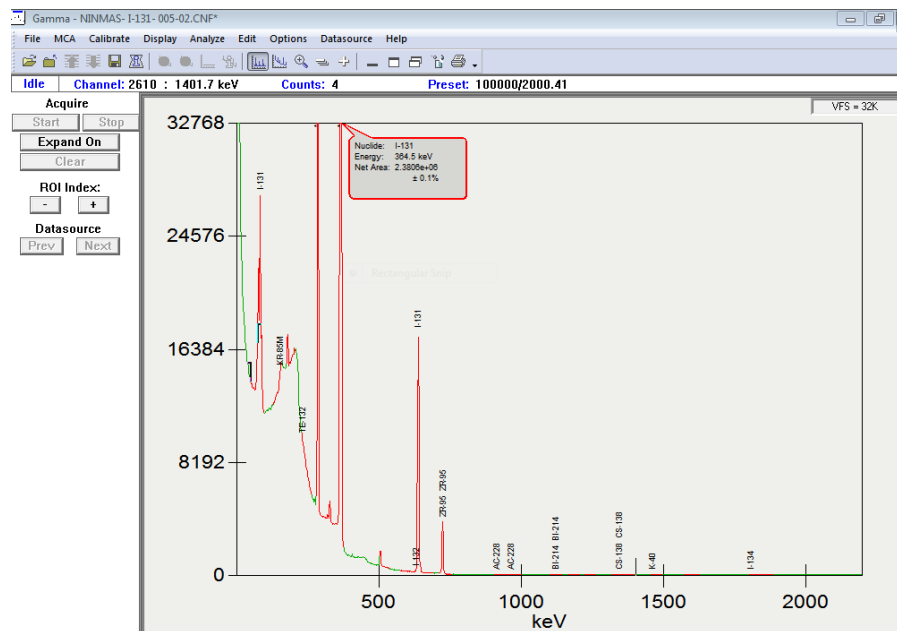 Gamma - NINMAS- I-131- 005-02.CNF*
File MCA Calibrate Display Analyze Edit Options Datasource Help
Idle Channel: 2610 : 1401.7 keV Counts: 4 Preset: 100000/2000.41
Acquire
Start Stop
Expand On
Clear
ROI Index:
- +
Datasource
Prev Next
VFS = 32K
32768
24576
16384
8192
0
Nuclide: I-131
Energy: 364.5 keV
Net Area: 2.3806e+06
± 0.1%
Rectangular Snip
I-131
KR-85M
TE-132
I-131
I-132
ZR-95 ZR-95
AC-228
AC-228
BI-214 BI-214
CS-138 CS-138
K-40
I-134
500 1000 1500 2000
keV